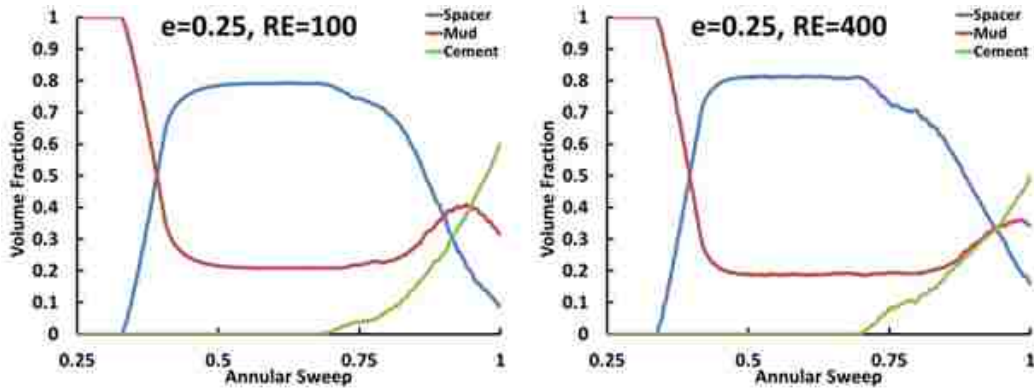 e=0.25, RE=100
Spacer
Mud
Cement
1
0.9
0.8
0.7
0.6
0.5
0.4
0.3
0.2
0.1
0
Volume Fraction
0.25
0.5
0.75
1
Annular Sweep
e=0.25, RE=400
Spacer
Mud
Cement
1
0.9
0.8
0.7
0.6
0.5
0.4
0.3
0.2
0.1
0
Volume Fraction
0.25
0.5
0.75
1
Annular Sweep